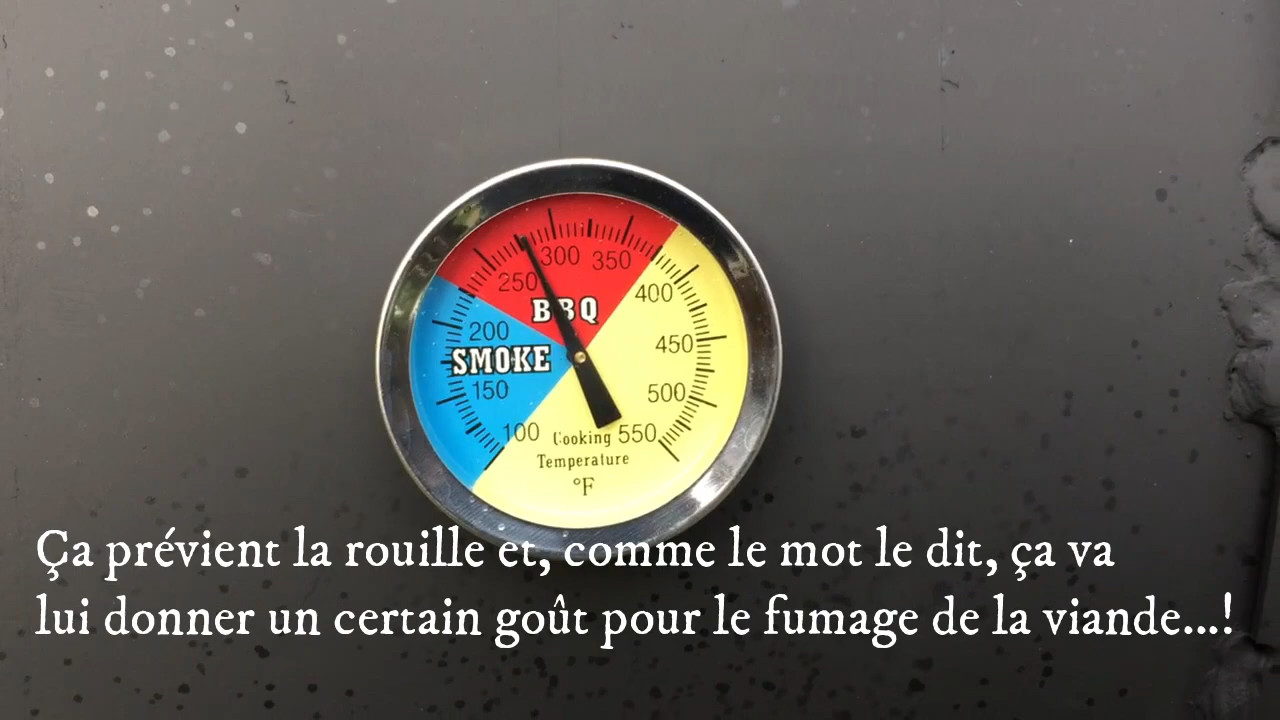 300
350
250
400
BBQ
200
450
SMOKE
150
500
100
Cooking
550
Temperature
°F
Ça prévient la rouille et, comme le mot le dit, ça va
lui donner un certain goût pour le fumage de la viande...!